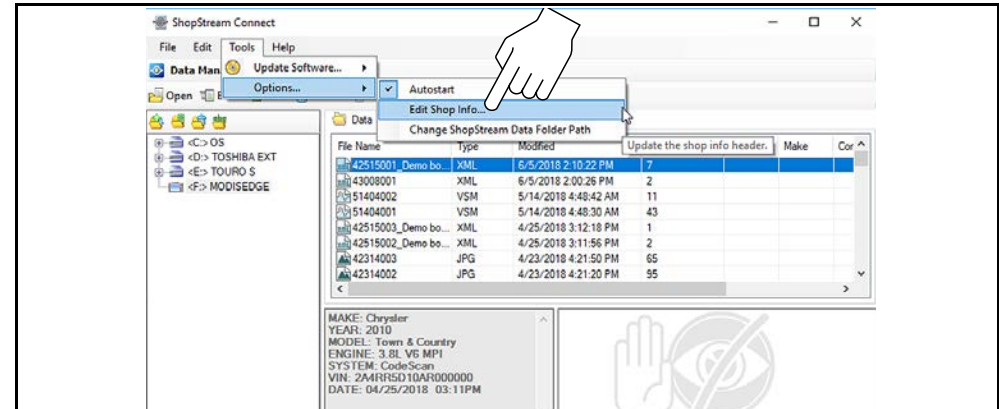 ShopStream Connect
File Edit Tools Help
Data Man
Update Software...
Open
Options...
Autostart
Edit Shop Info...
Change ShopStream Data Folder Path
Update the shop info header.
<C:> OS
<D:> TOSHIBA EXT
<E:> TOURO S
<F:> MODISEDGE
Data
File Name Type Modified Make Cor
42515001_Demo bo... XML 6/5/2018 2:10:22 PM 7
43008001 XML 6/5/2018 2:00:26 PM 2
51404002 VSM 5/14/2018 4:48:42 AM 11
51404001 VSM 5/14/2018 4:48:30 AM 43
42515003_Demo bo... XML 4/25/2018 3:12:18 PM 1
42515002_Demo bo... XML 4/25/2018 3:11:56 PM 2
42314003 JPG 4/23/2018 4:21:50 PM 65
42314002 JPG 4/23/2018 4:21:20 PM 95
MAKE: Chrysler
YEAR: 2010
MODEL: Town & Country
ENGINE: 3.8L V6 MPI
SYSTEM: CodeScan
VIN: 2A4RR5D10AR000000
DATE: 04/25/2018 03:11PM